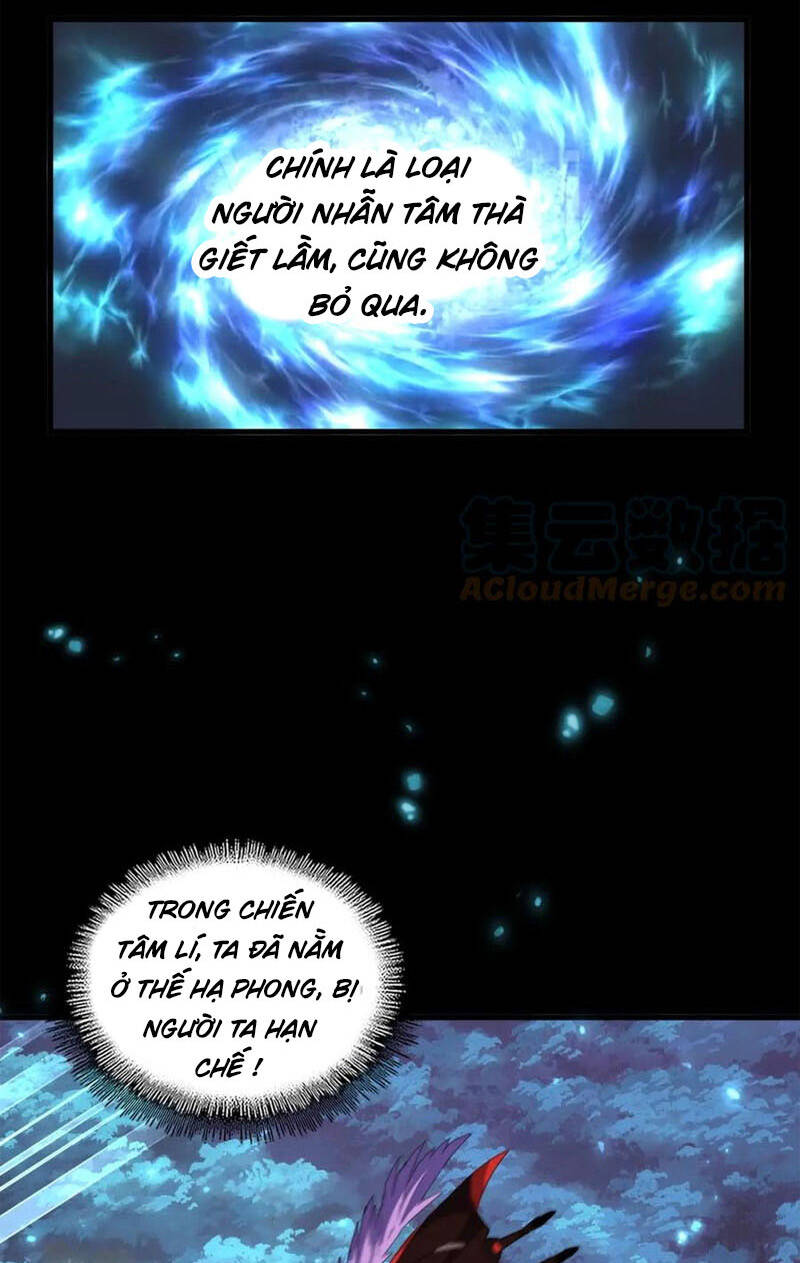 CHÍNH LÀ LOẠI
NGƯỜI NHẪN TÂM THÀ
GIẾT LẦM, CŨNG KHÔNG
BỎ QUA.
集云数据
ACloudMerge.com
TRONG CHIẾN
TÂM LÍ, TA ĐÃ NẰM
Ở THẾ HẠ PHONG, BỊ
NGƯỜI TA HẠN
CHẾ !